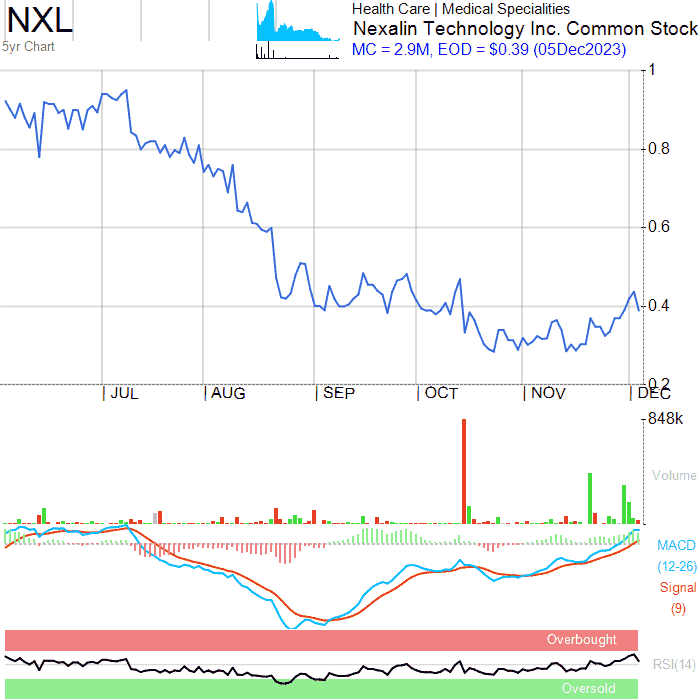 NXL
5yr Chart
Health Care | Medical Specialities
Nexalin Technology Inc. Common Stock
MC = 2.9M, EOD = $0.39 (05Dec2023)
1
0.8
0.6
0.4
0.2
JUL AUG SEP OCT NOV DEC
848k
Volume
MACD
(12-26)
Signal
(9)
Overbought
RSI(14)
Oversold